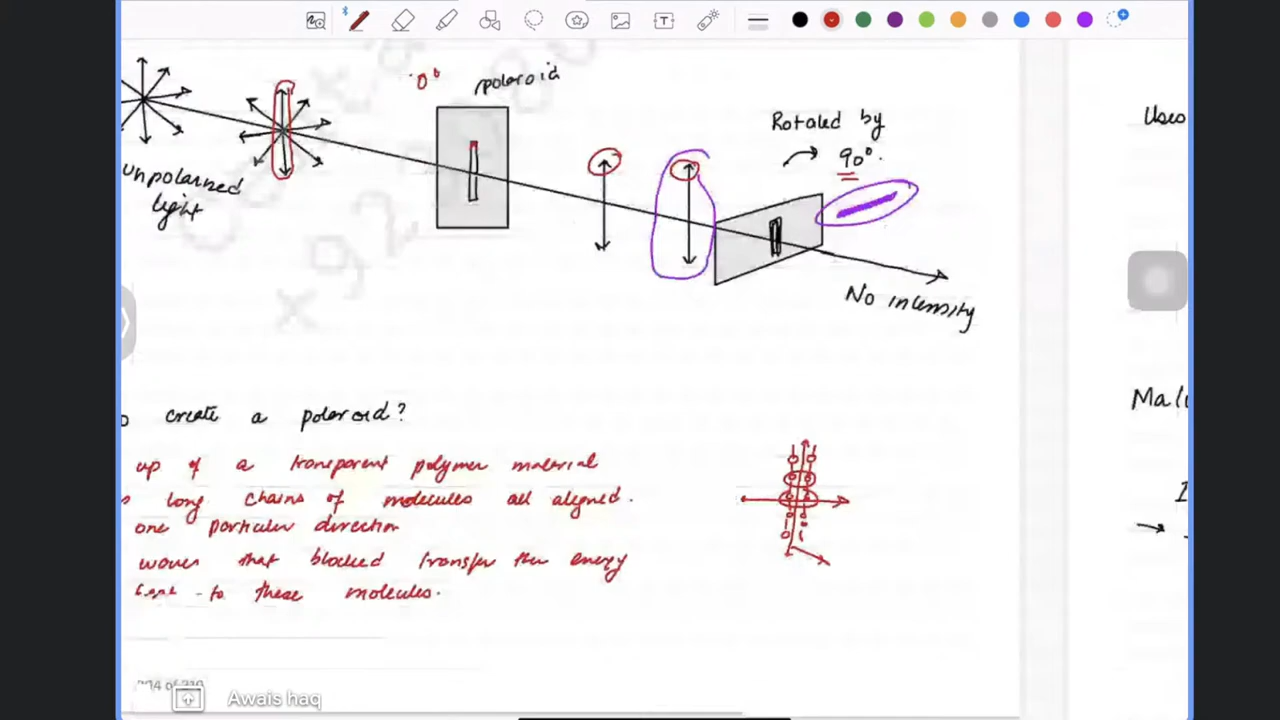 T
0°
polaroid
Rotated by
90°.
Uses
Unpolarised
light
No intensity
create a polaroid?
up of a transparent polymer material
long chains of molecules all aligned.
one particular direction
waves that blocked transfer the energy
to these molecules.
Awais haq